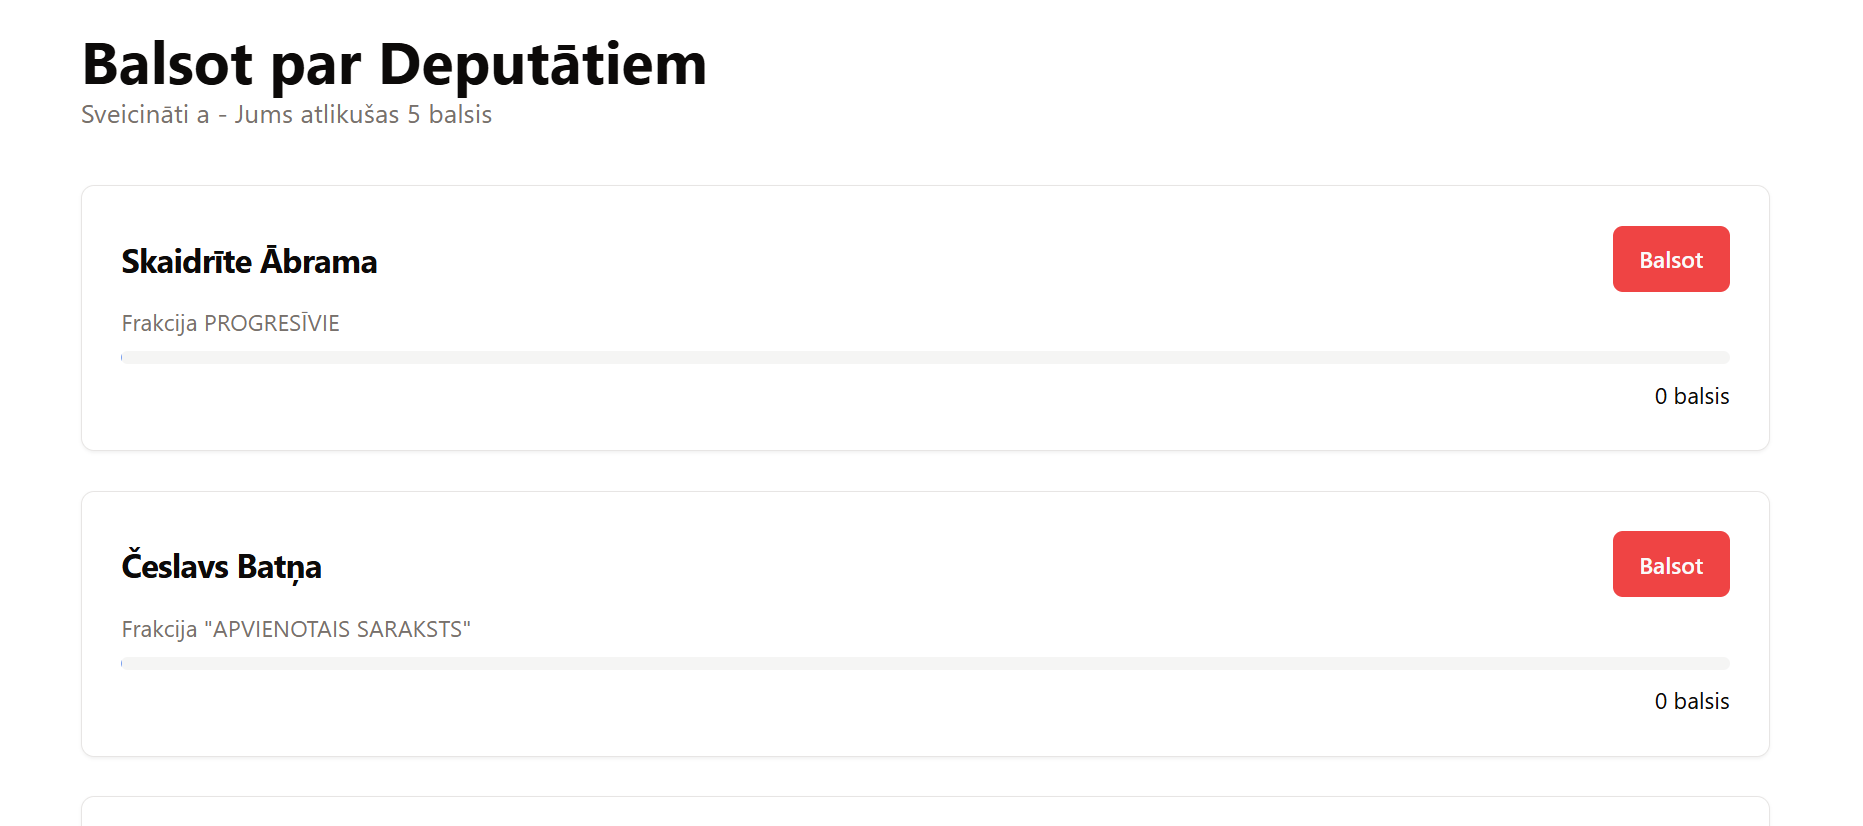 Balsot par Deputātiem
Sveicināti a - Jums atlikušas 5 balsis
Skaidrīte Ābrama
Balsot
Frakcija PROGRESĪVIE
0 balsis
Česlavs Batņa
Balsot
Frakcija "APVIENOTAIS SARAKSTS"
0 balsis